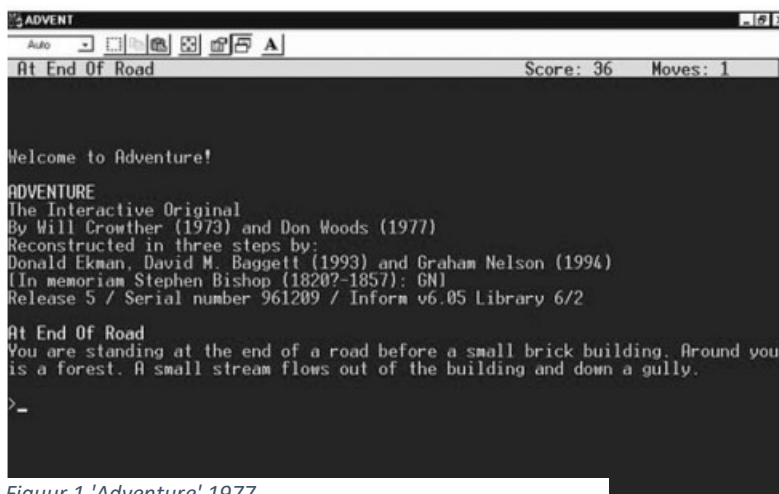 ADVENT
Auto A
At End Of Road Score: 36 Moves: 1
Welcome to Adventure!
ADVENTURE
The Interactive Original
By Will Crowther (1973) and Don Woods (1977)
Reconstructed in three steps by:
Donald Ekman, David M. Baggett (1993) and Graham Nelson (1994)
[In memoriam Stephen Bishop (1820?-1857): GN]
Release 5 / Serial number 961209 / Inform v6.05 Library 6/2
At End Of Road
You are standing at the end of a road before a small brick building. Around you
is a forest. A small stream flows out of the building and down a gully.
>_
Figuur 1 'Adventure' 1977